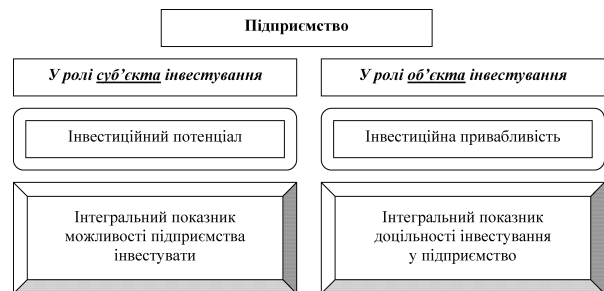 Підприємство
У ролі суб’єкта інвестування
У ролі об’єкта інвестування
Інвестиційний потенціал
Інвестиційна привабливість
Інтегральний показник
можливості підприємства
інвестувати
Інтегральний показник
доцільності інвестування
у підприємство